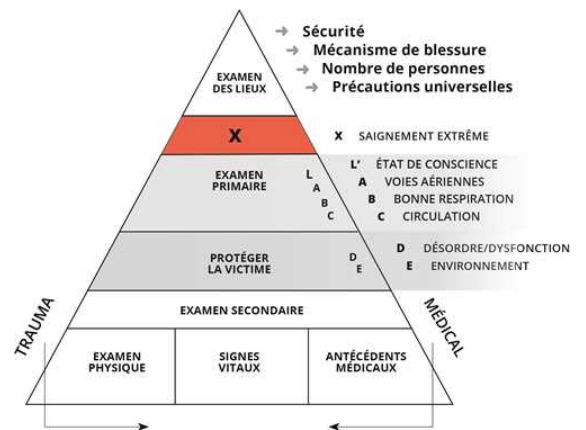 EXAMEN
DES LIEUX
→ Sécurité
→ Mécanisme de blessure
→ Nombre de personnes
→ Précautions universelles
X
X SAIGNEMENT EXTRÊME
EXAMEN
PRIMAIRE
L
A
B
C
L' ÉTAT DE CONSCIENCE
A VOIES AÉRIENNES
B BONNE RESPIRATION
C CIRCULATION
PROTÉGER
LA VICTIME
D
E
D DÉSORDRE/DYSFONCTION
E ENVIRONNEMENT
EXAMEN SECONDAIRE
TRAUMA
MÉDICAL
EXAMEN
PHYSIQUE
SIGNES
VITAUX
ANTÉCÉDENTS
MÉDICAUX